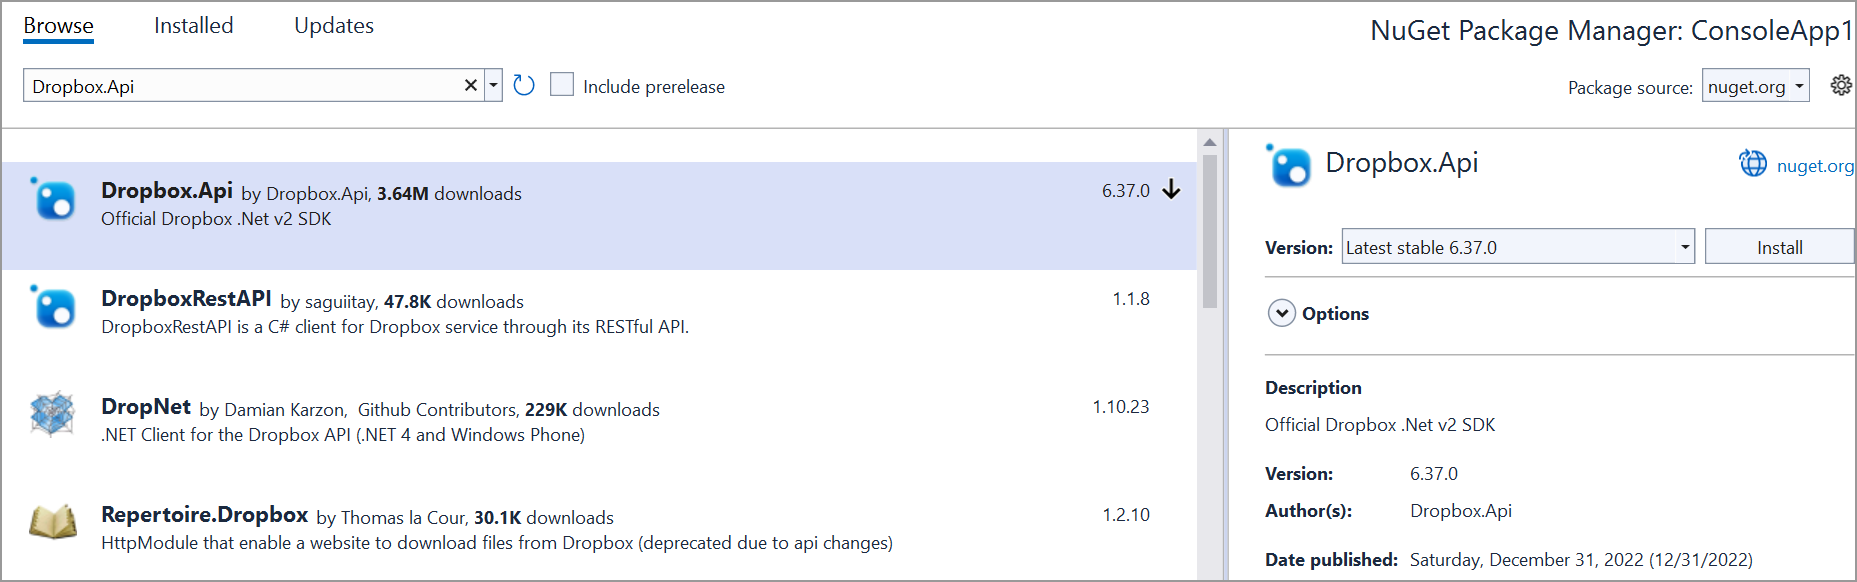 Browse Installed Updates
NuGet Package Manager: ConsoleApp1
Dropbox.Api
Include prerelease
Package source: nuget.org
Dropbox.Api by Dropbox.Api, 3.64M downloads 6.37.0
Official Dropbox .Net v2 SDK
DropboxRestAPI by saguiitay, 47.8K downloads 1.1.8
DropboxRestAPI is a C# client for Dropbox service through its RESTful API.
DropNet by Damian Karzon, Github Contributors, 229K downloads 1.10.23
.NET Client for the Dropbox API (.NET 4 and Windows Phone)
Repertoire.Dropbox by Thomas la Cour, 30.1K downloads 1.2.10
HttpModule that enable a website to download files from Dropbox (deprecated due to api changes)
Dropbox.Api nuget.org
Version: Latest stable 6.37.0 Install
Options
Description
Official Dropbox .Net v2 SDK
Version: 6.37.0
Author(s): Dropbox.Api
Date published: Saturday, December 31, 2022 (12/31/2022)